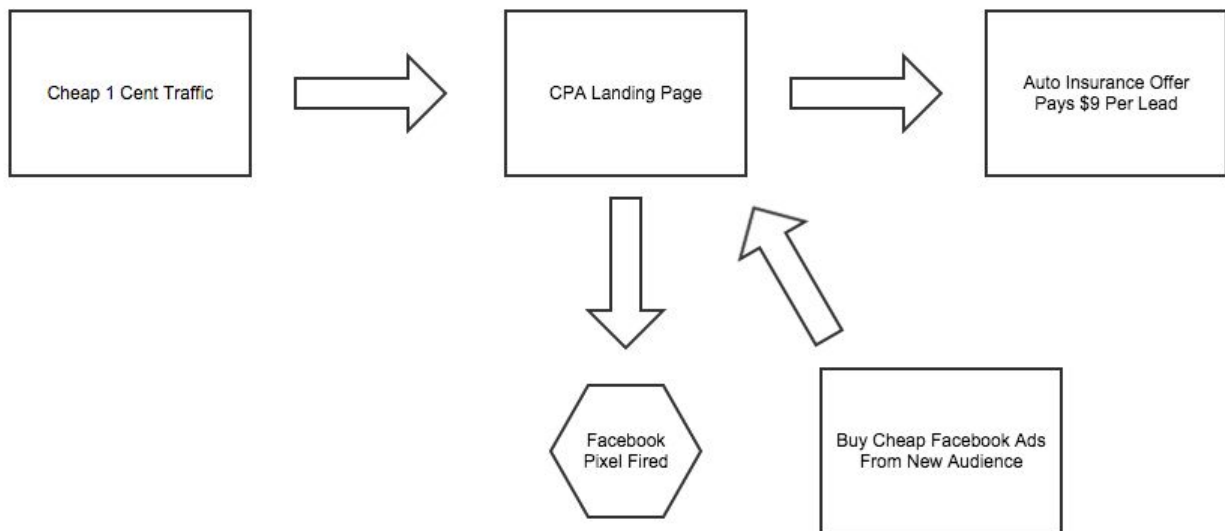 Cheap 1 Cent Traffic
CPA Landing Page
Auto Insurance Offer
Pays $9 Per Lead
Facebook
Pixel Fired
Buy Cheap Facebook Ads
From New Audience